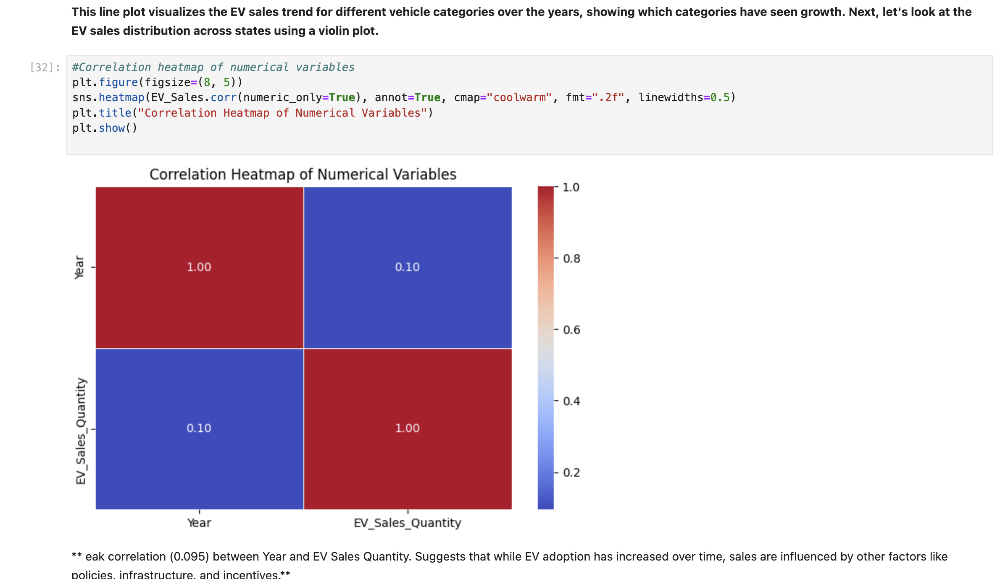 This line plot visualizes the EV sales trend for different vehicle categories over the years, showing which categories have seen growth. Next, let's look at the
EV sales distribution across states using a violin plot.
[32]:
#Correlation heatmap of numerical variables
plt.figure(figsize=(8, 5))
sns.heatmap(EV_Sales.corr(numeric_only=True), annot=True, cmap="coolwarm", fmt=".2f", linewidths=0.5)
plt.title("Correlation Heatmap of Numerical Variables")
plt.show()
Correlation Heatmap of Numerical Variables
Year
1.00
0.10
EV_Sales_Quantity
0.10
1.00
Year
EV_Sales_Quantity
1.0
0.8
0.6
0.4
0.2
** eak correlation (0.095) between Year and EV Sales Quantity. Suggests that while EV adoption has increased over time, sales are influenced by other factors like
policies, infrastructure, and incentives.**